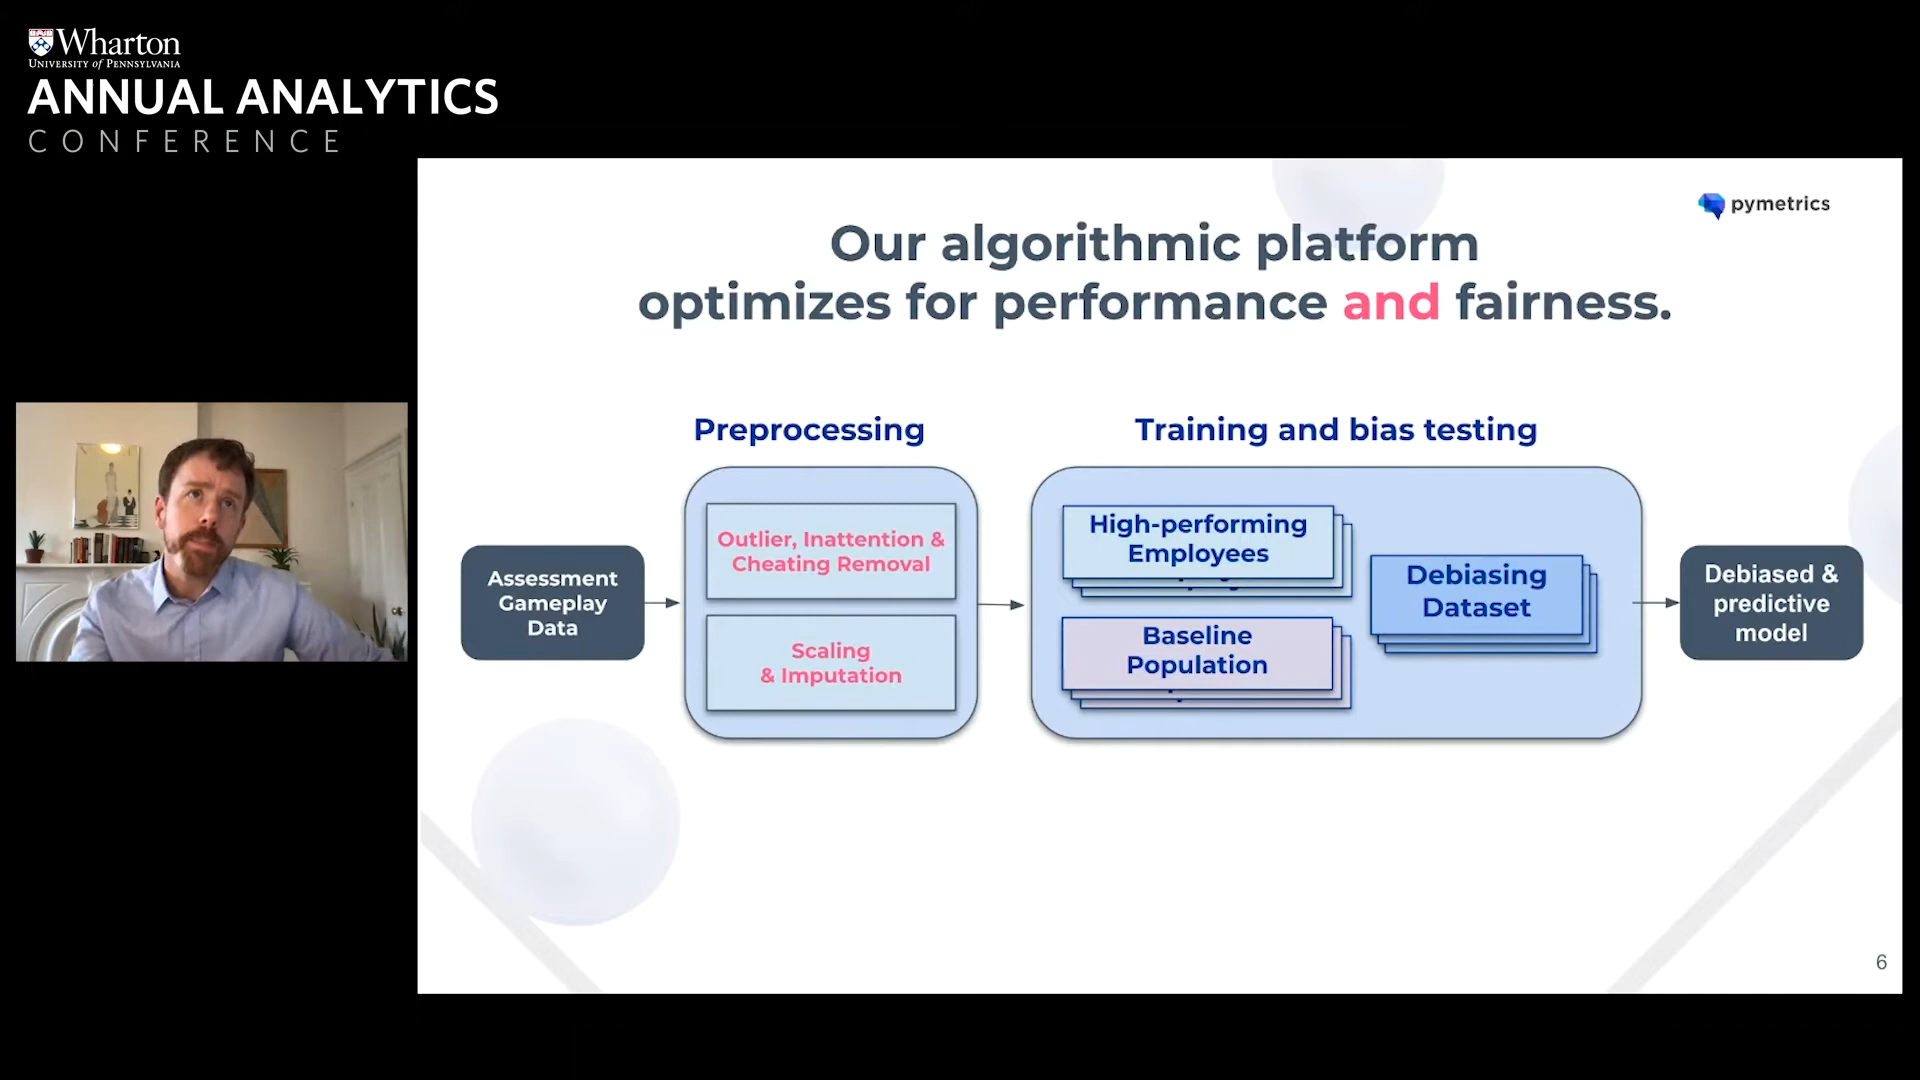 Wharton
UNIVERSITY of PENNSYLVANIA
ANNUAL ANALYTICS
CONFERENCE
pymetrics
Our algorithmic platform
optimizes for performance and fairness.
Preprocessing
Training and bias testing
Assessment
Gameplay
Data
Outlier, Inattention &
Cheating Removal
Scaling
& Imputation
High-performing
Employees
Baseline
Population
Debiasing
Dataset
Debiased &
predictive
model
6